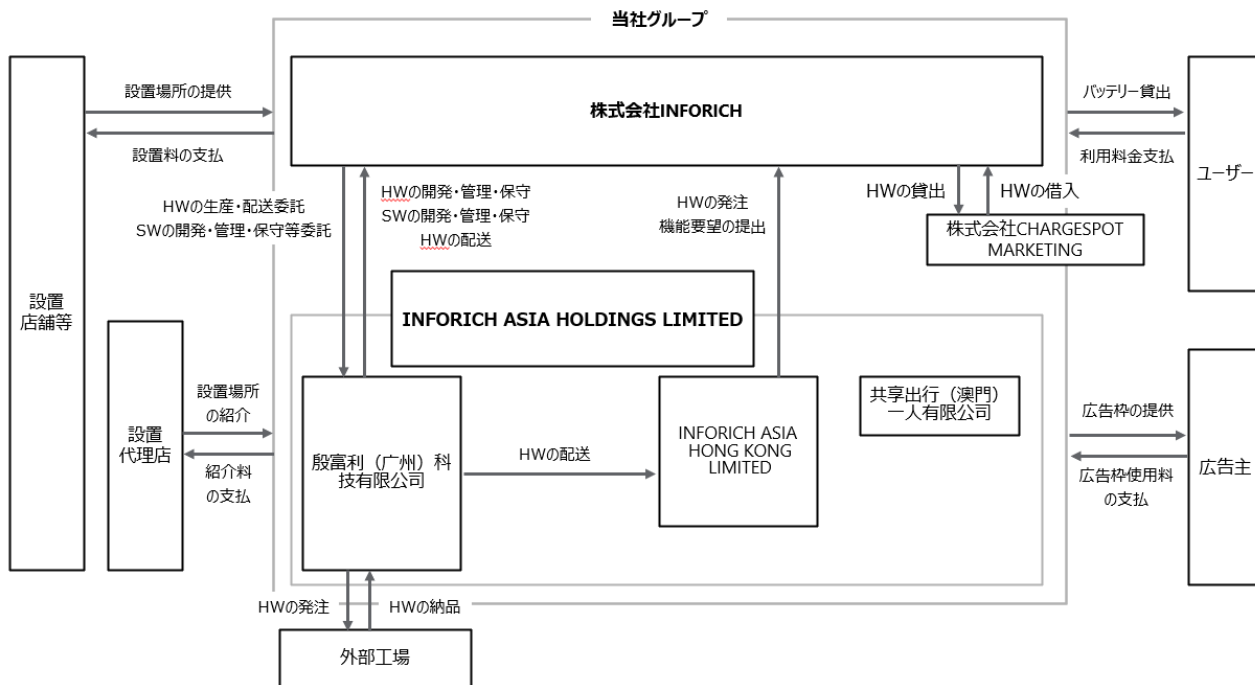 当社グループ
設置場所の提供
設置料の支払
株式会社INFORICH
バッテリー貸出
利用料金支払
ユーザー
HWの生産・配送委託
SWの開発・管理・保守等委託
HWの開発・管理・保守
SWの開発・管理・保守
HWの配送
HWの発注
機能要望の提出
HWの貸出
HWの借入
株式会社CHARGESPOT
MARKETING
設置
店舗等
INFORICH ASIA HOLDINGS LIMITED
設置場所
の紹介
設置
代理店
紹介料
の支払
殷富利（广州）科
技有限公司
HWの配送
INFORICH ASIA
HONG KONG
LIMITED
共享出行（澳門）
一人有限公司
広告枠の提供
広告枠使用料
の支払
広告主
HWの発注
HWの納品
外部工場